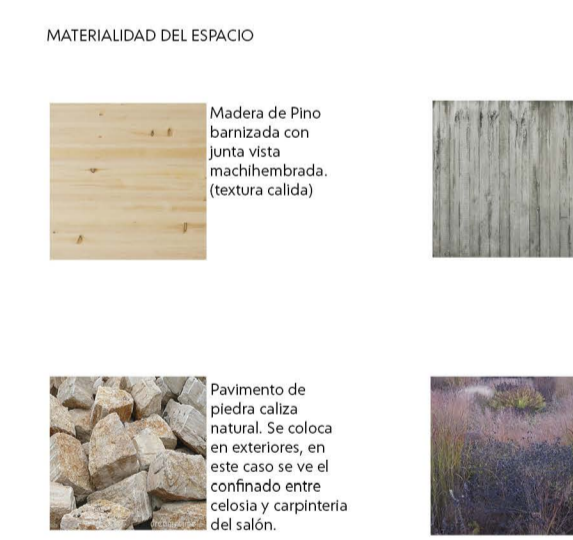 MATERIALIDAD DEL ESPACIO
Madera de Pino
barnizada con
junta vista
machihembrada.
(textura calida)
Pavimento de
piedra caliza
natural. Se coloca
en exteriores, en
este caso se ve el
confinado entre
celosia y carpinteria
del salón.